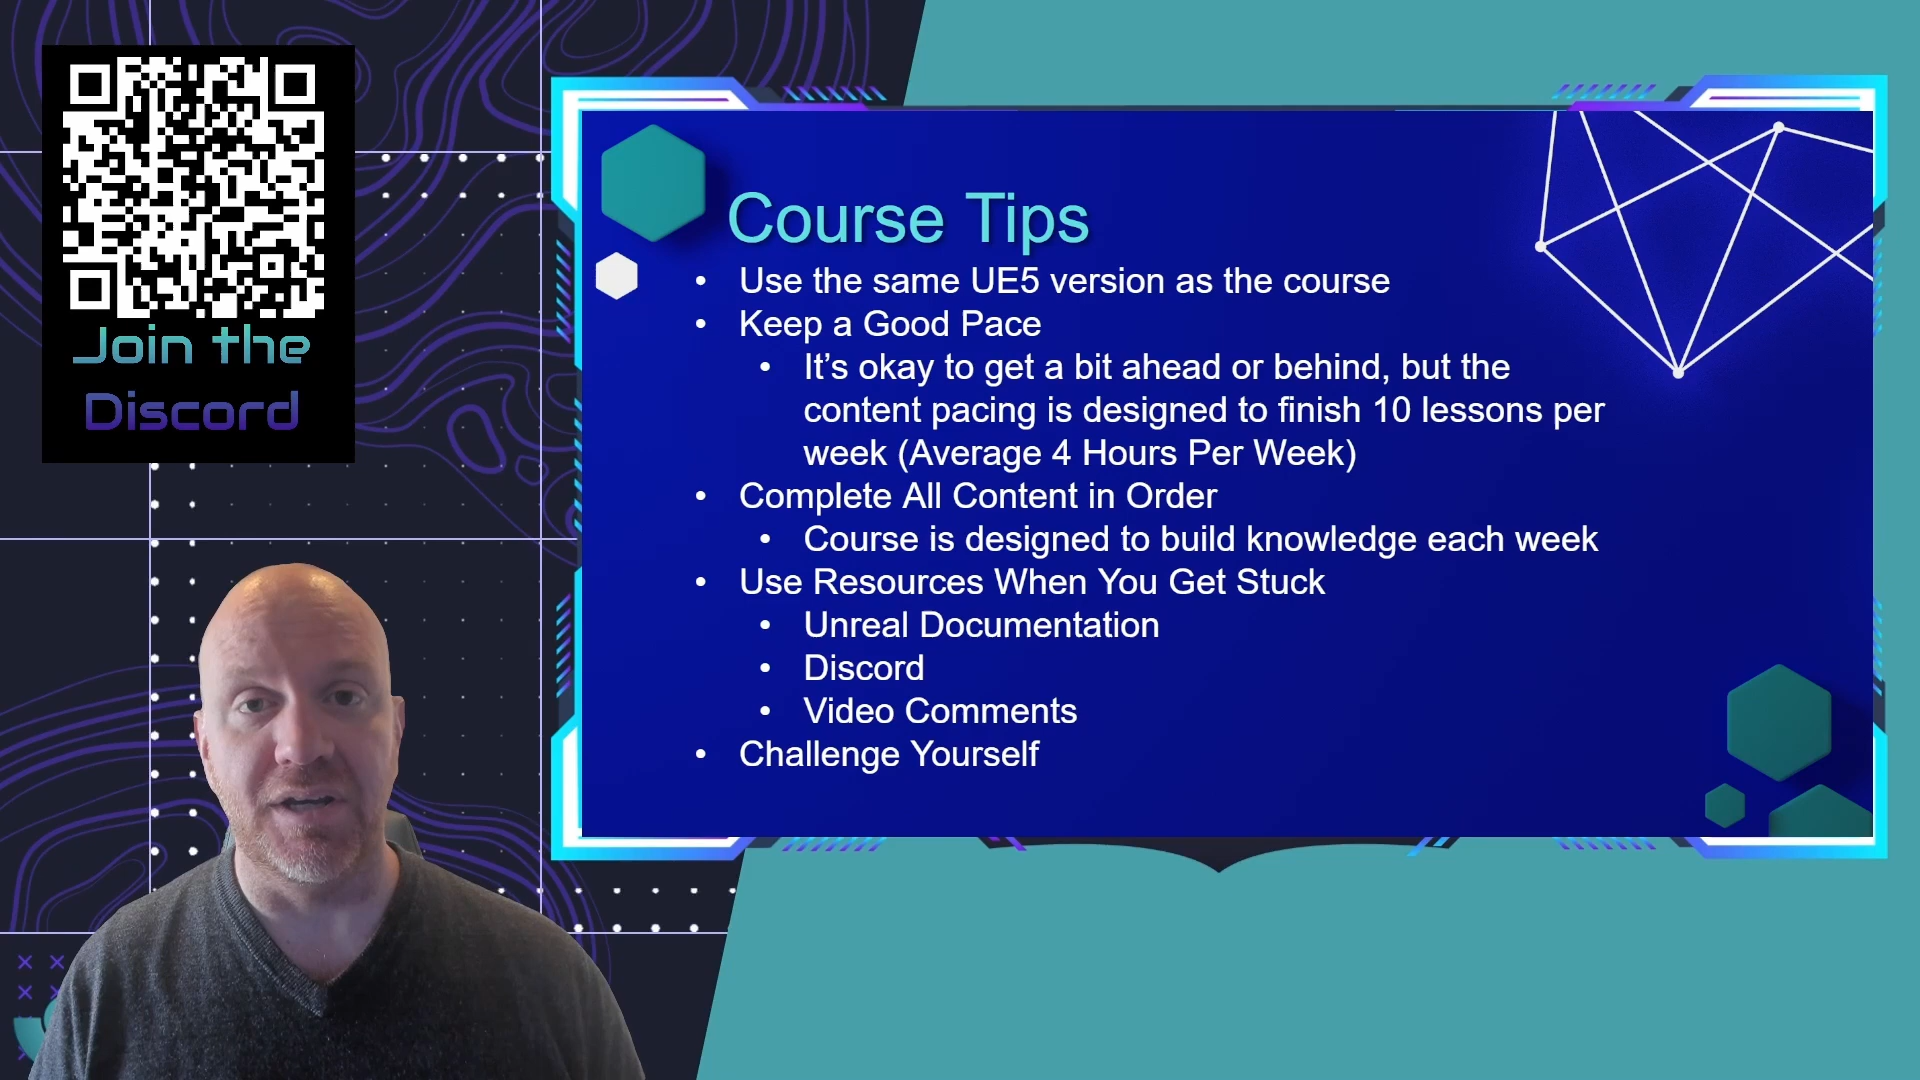 Join the
Discord
Course Tips
• Use the same UE5 version as the course
• Keep a Good Pace
• It’s okay to get a bit ahead or behind, but the
content pacing is designed to finish 10 lessons per
week (Average 4 Hours Per Week)
• Complete All Content in Order
• Course is designed to build knowledge each week
• Use Resources When You Get Stuck
• Unreal Documentation
• Discord
• Video Comments
• Challenge Yourself